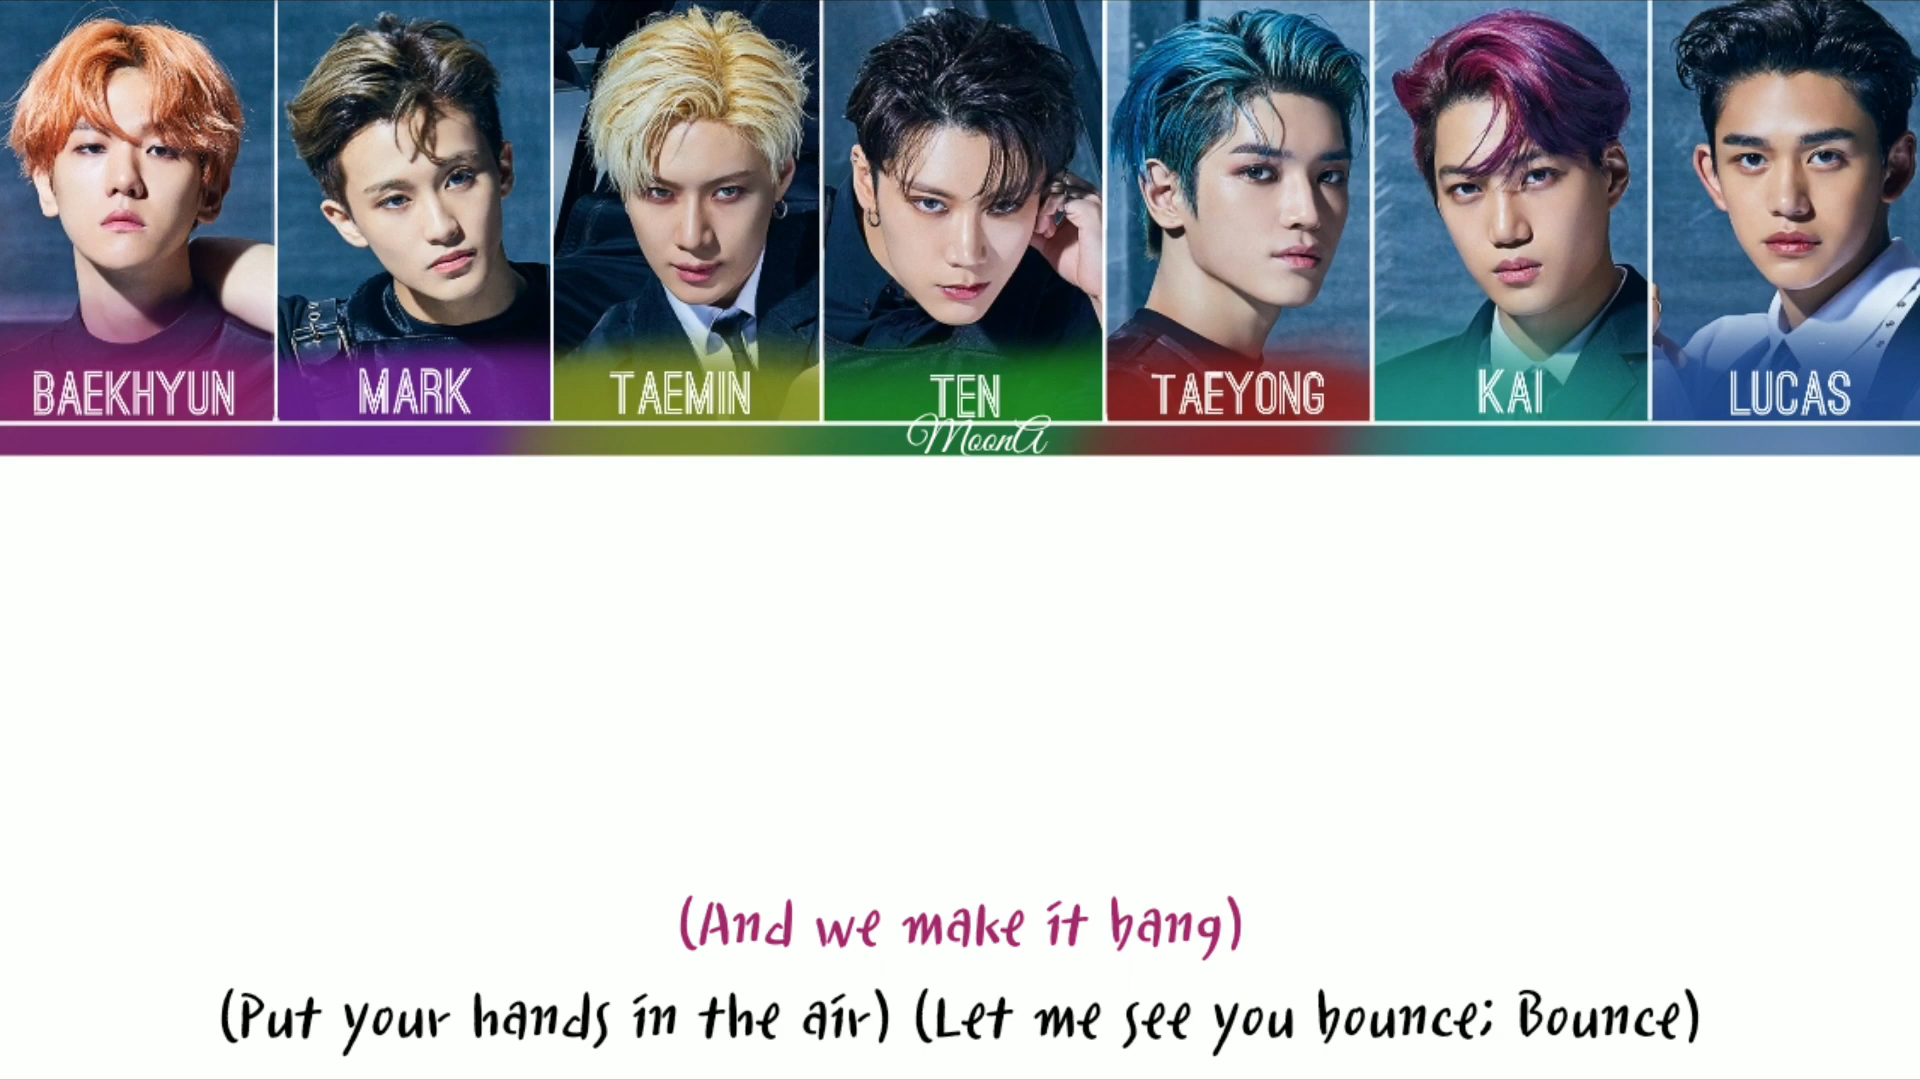 BAEKHYUN MARK TAEMIN TEN TAEYONG KAI LUCAS
MoonA
(And we make it bang)
(Put your hands in the air) (Let me see you bounce; Bounce)